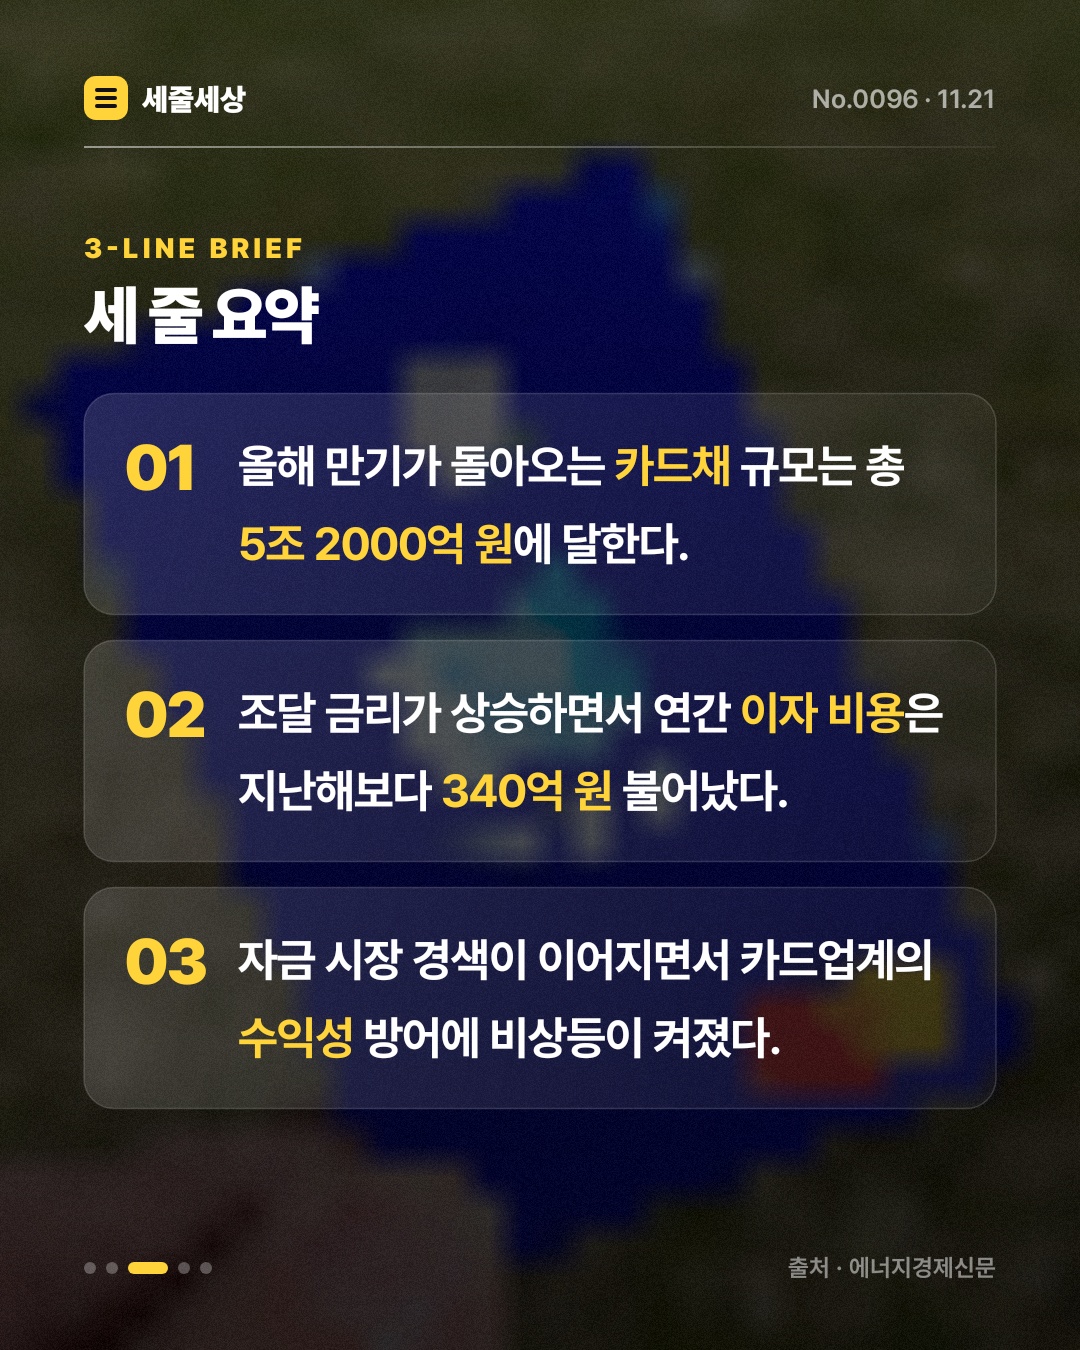 세줄세상
No.0096 · 11.21
3-LINE BRIEF
세 줄 요약
01 올해 만기가 돌아오는 카드채 규모는 총
5조 2000억 원에 달한다.
02 조달 금리가 상승하면서 연간 이자 비용은
지난해보다 340억 원 불어났다.
03 자금 시장 경색이 이어지면서 카드업계의
수익성 방어에 비상등이 켜졌다.
출처 · 에너지경제신문